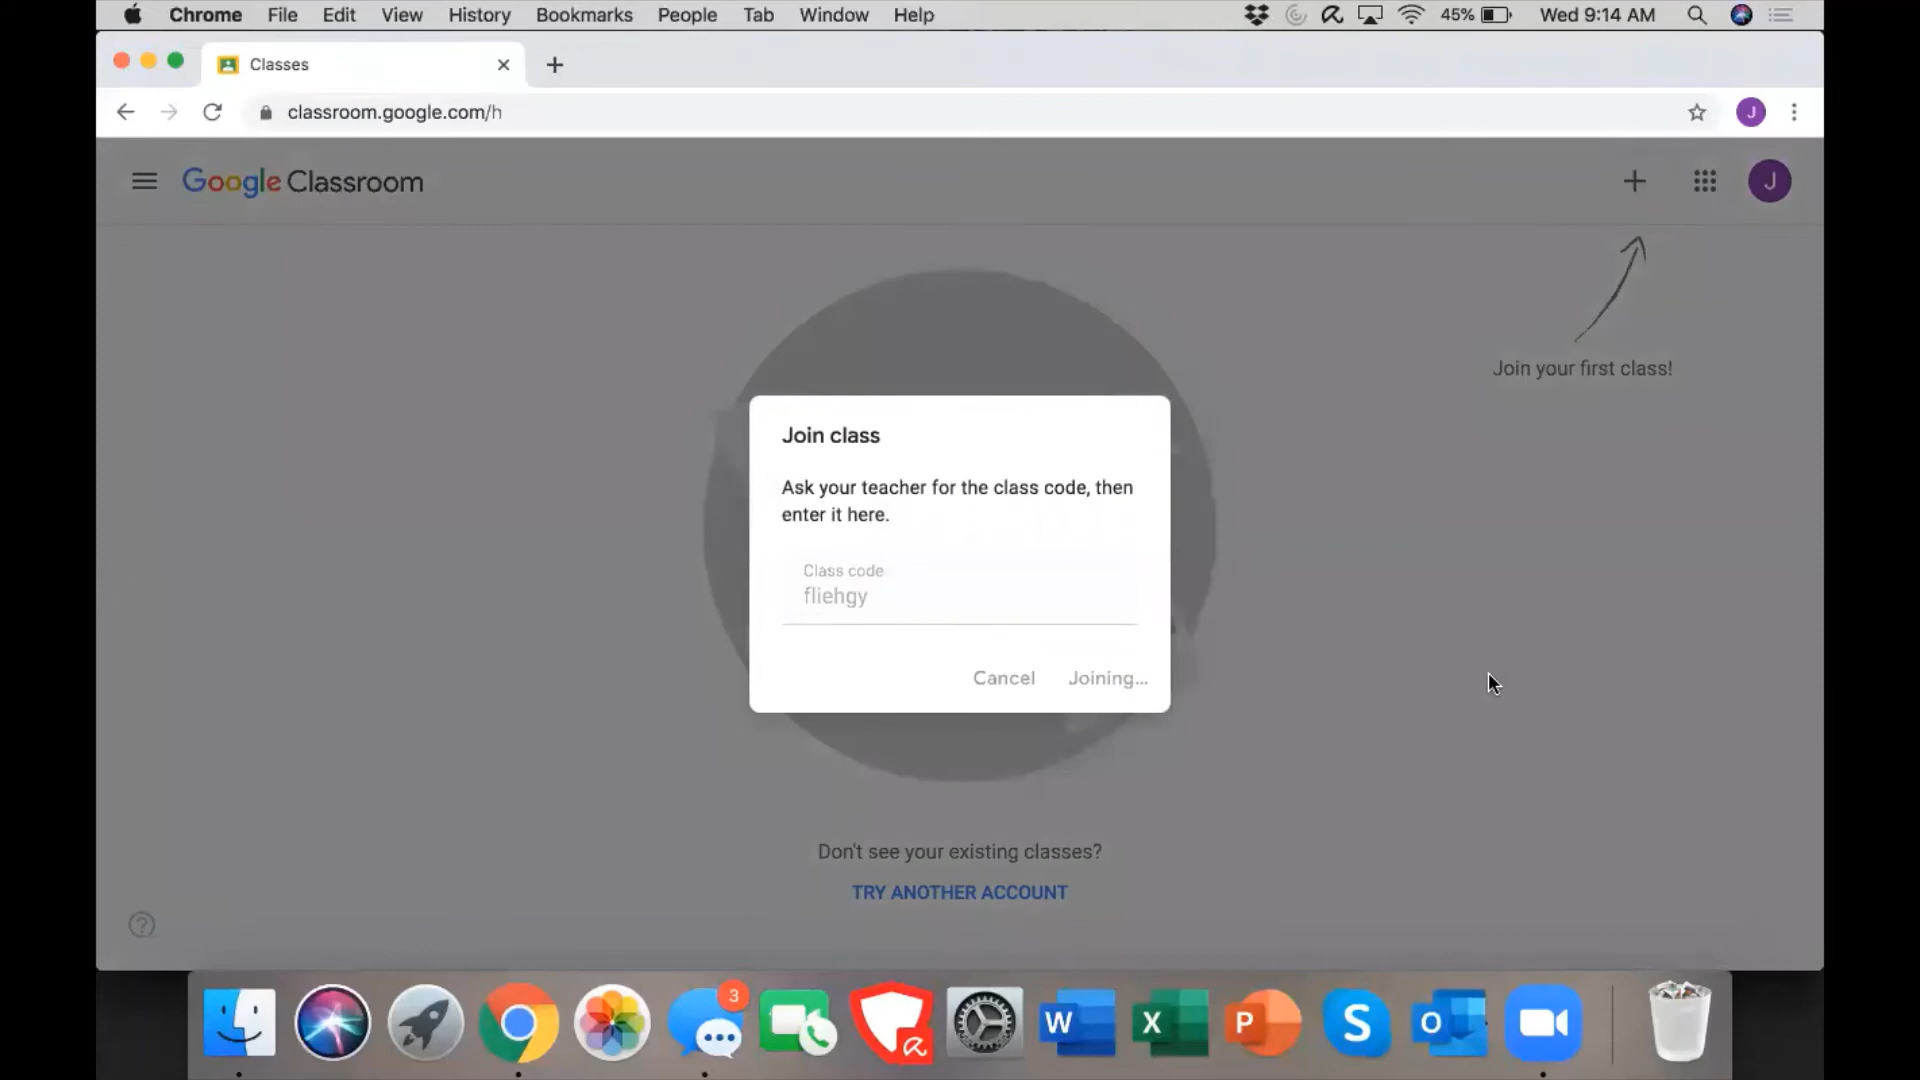 Chrome File Edit View History Bookmarks People Tab Window Help 45% Wed 9:14 AM
Classes
classroom.google.com/h J
Google Classroom J
Join your first class!
Join class
Ask your teacher for the class code, then
enter it here.
Class code
fliehgy
Cancel Joining...
Don't see your existing classes?
TRY ANOTHER ACCOUNT
?
3
W X P S O